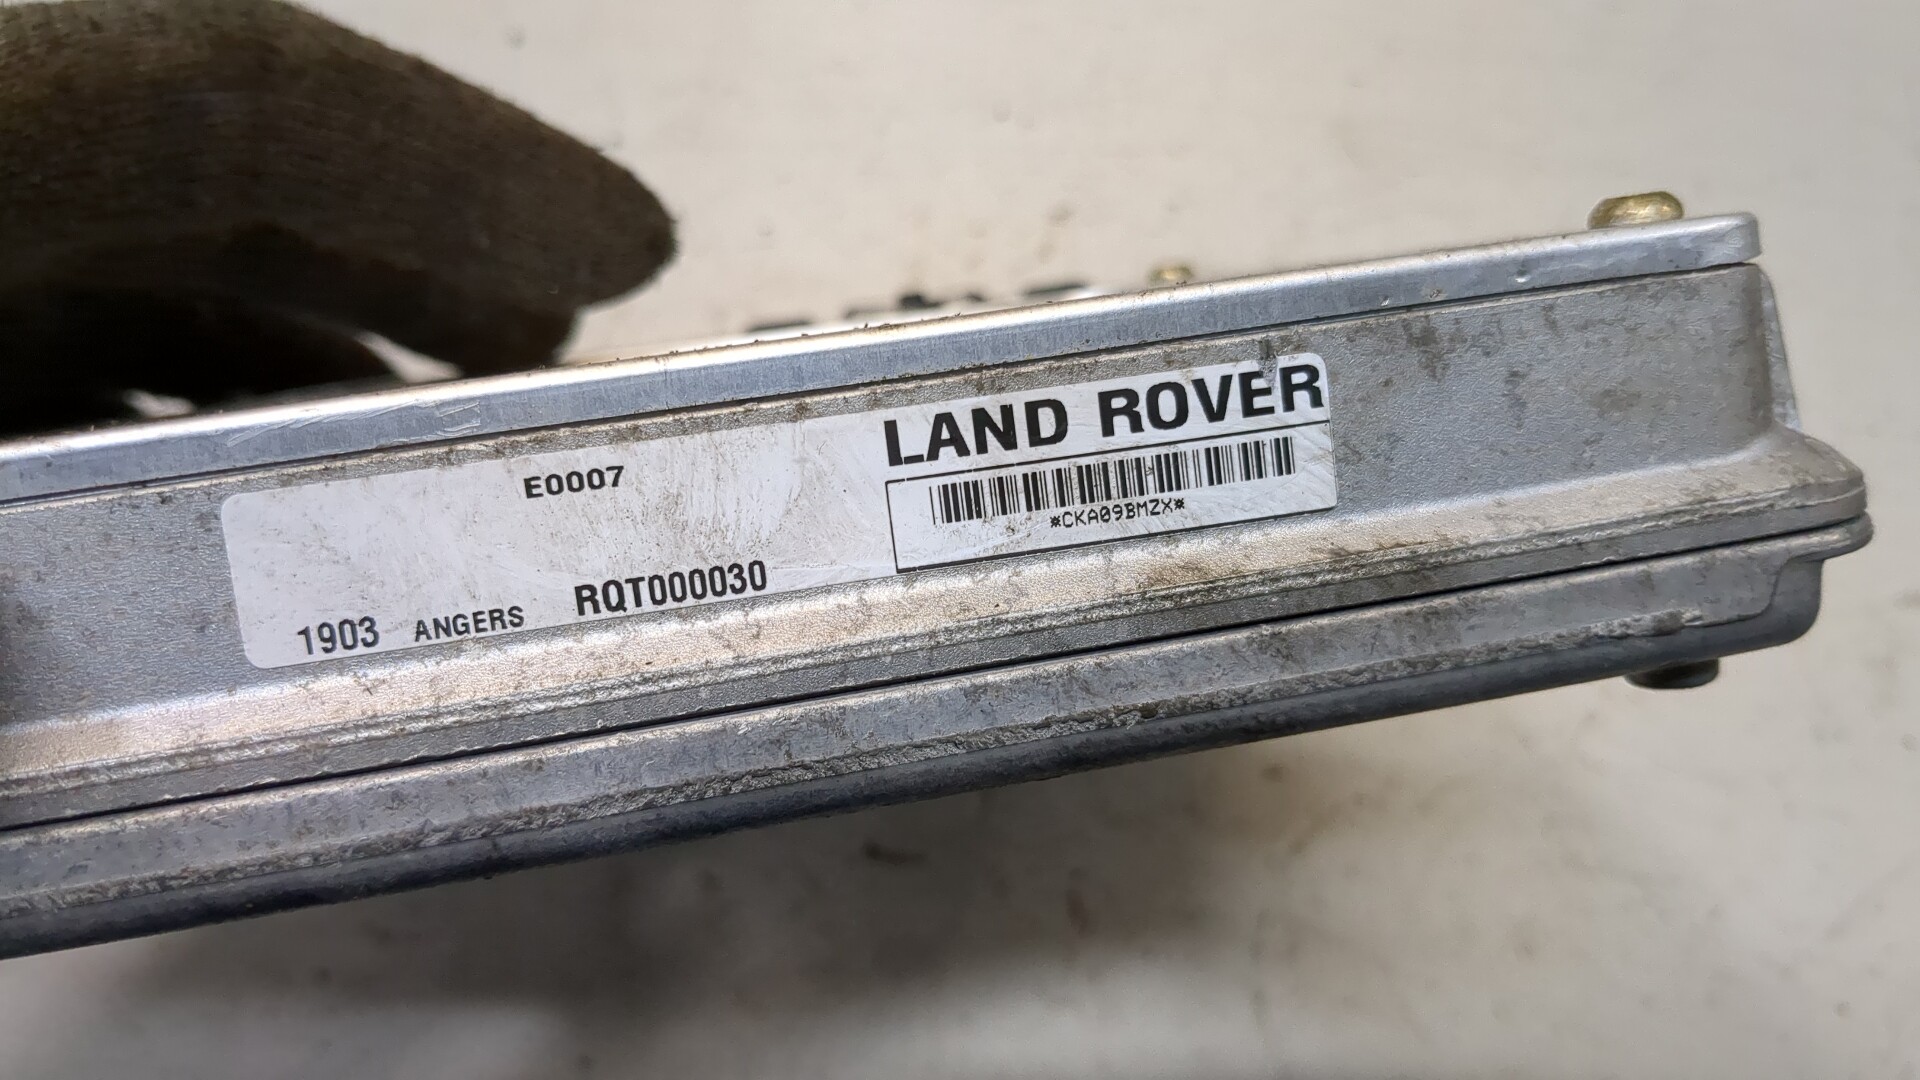 LAND ROVER
E0007
*CKA09BMZX*
1903 ANGERS RQT000030